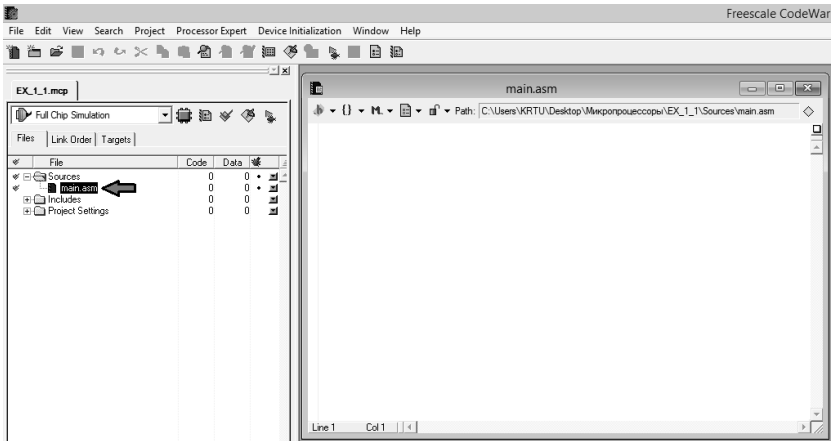 Freescale CodeWar
File Edit View Search Project Processor Expert Device Initialization Window Help
EX_1_1.mcp
Full Chip Simulation
Files Link Order Targets
File Code Data
Sources 0 0
main.asm 0 0
Includes 0 0
Project Settings 0 0
main.asm
{} M. Path: C:\Users\KRTU\Desktop\Микропроцессоры\EX_1_1\Sources\main.asm
Line 1 Col 1